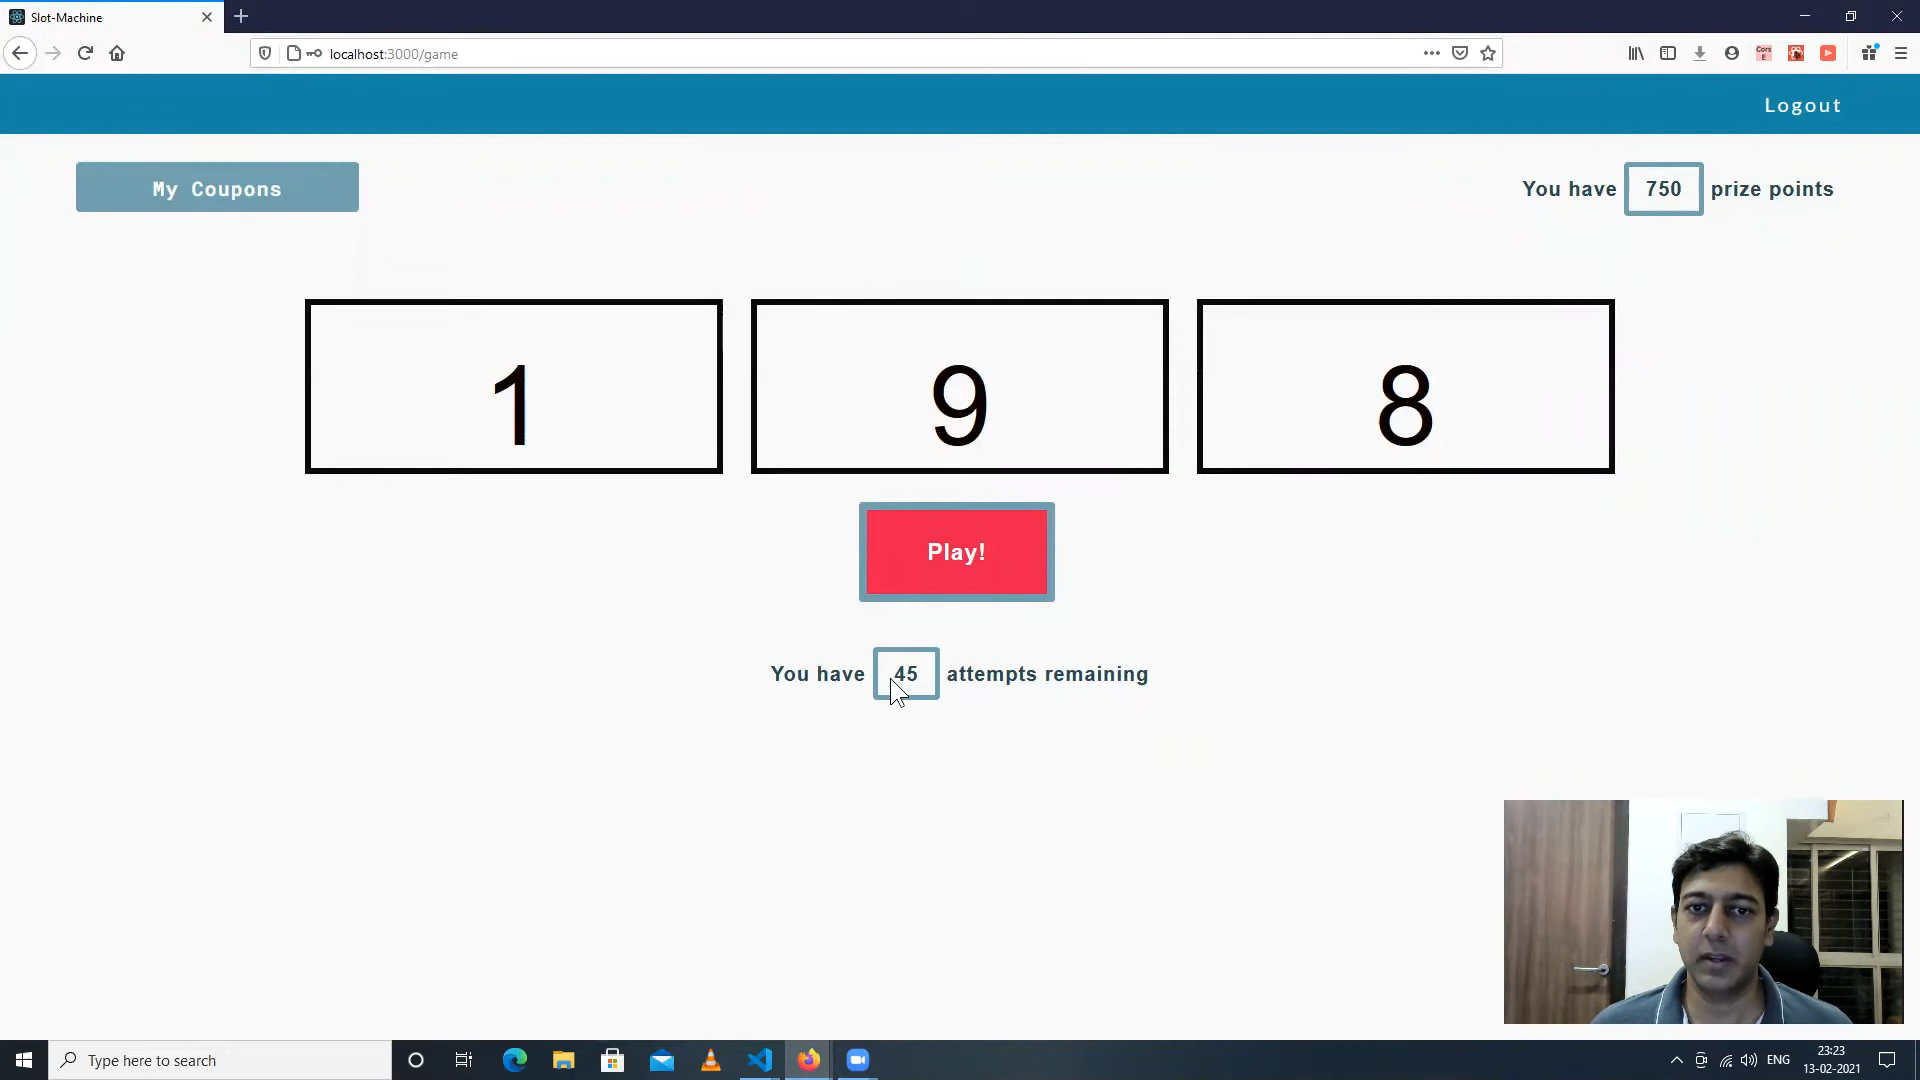 Slot-Machine
localhost:3000/game
Logout
My Coupons
You have 750 prize points
1 9 8
Play!
You have 45 attempts remaining
Type here to search
ENG
23:23
13-02-2021